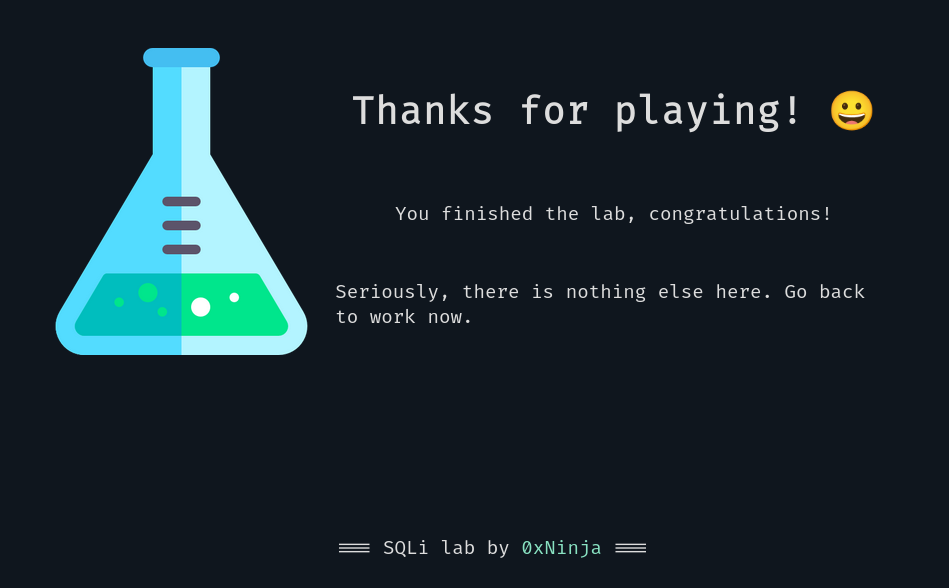 Thanks for playing! 😀
You finished the lab, congratulations!
Seriously, there is nothing else here. Go back
to work now.
SQLi lab by 0xNinja